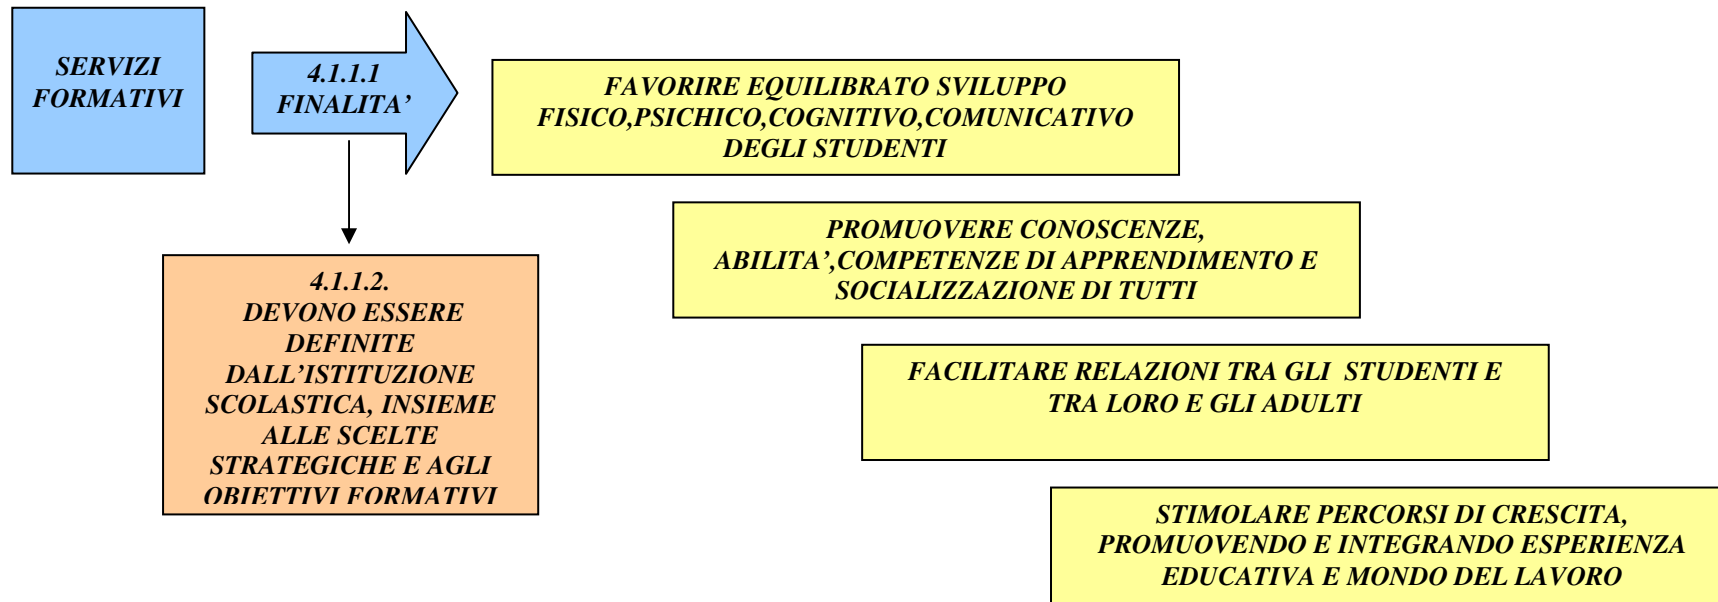 SERVIZI
FORMATIVI
4.1.1.1
FINALITA’
FAVORIRE EQUILIBRATO SVILUPPO
FISICO,PSICHICO,COGNITIVO,COMUNICATIVO
DEGLI STUDENTI
PROMUOVERE CONOSCENZE,
ABILITA’,COMPETENZE DI APPRENDIMENTO E
SOCIALIZZAZIONE DI TUTTI
4.1.1.2.
DEVONO ESSERE
DEFINITE
DALL’ISTITUZIONE
SCOLASTICA, INSIEME
ALLE SCELTE
STRATEGICHE E AGLI
OBIETTIVI FORMATIVI
FACILITARE RELAZIONI TRA GLI  STUDENTI E
TRA LORO E GLI ADULTI
STIMOLARE PERCORSI DI CRESCITA,
PROMUOVENDO E INTEGRANDO ESPERIENZA
EDUCATIVA E MONDO DEL LAVORO